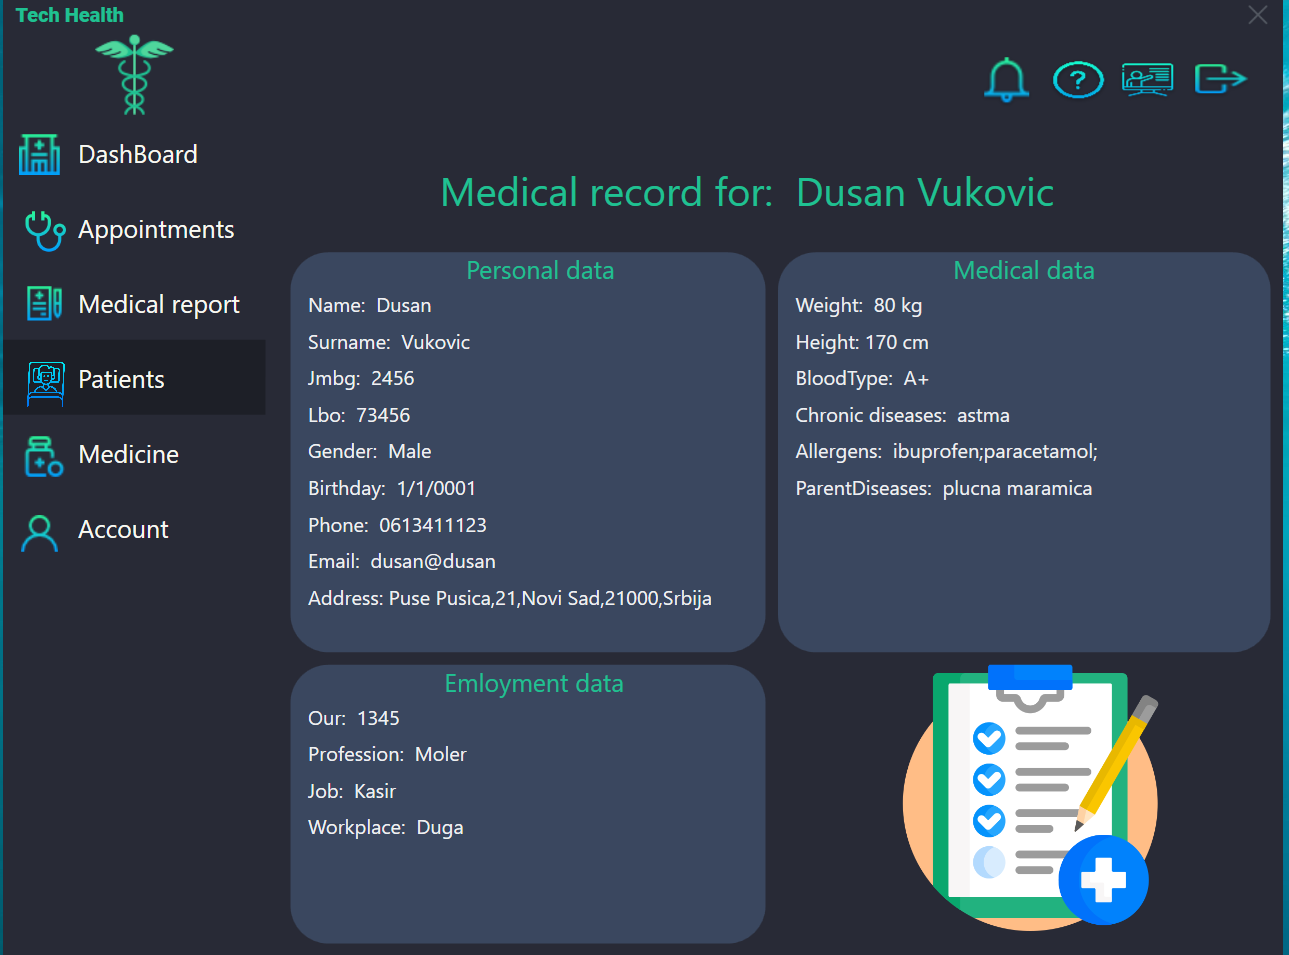 Tech Health
DashBoard
Appointments
Medical report
Patients
Medicine
Account
Medical record for:  Dusan Vukovic
Personal data
Name:  Dusan
Surname:  Vukovic
Jmbg:  2456
Lbo:  73456
Gender:  Male
Birthday:  1/1/0001
Phone:  0613411123
Email:  dusan@dusan
Address: Puse Pusica,21,Novi Sad,21000,Srbija
Medical data
Weight:  80 kg
Height: 170 cm
BloodType:  A+
Chronic diseases:  astma
Allergens:  ibuprofen;paracetamol;
ParentDiseases:  plucna maramica
Emloyment data
Our:  1345
Profession:  Moler
Job:  Kasir
Workplace:  Duga